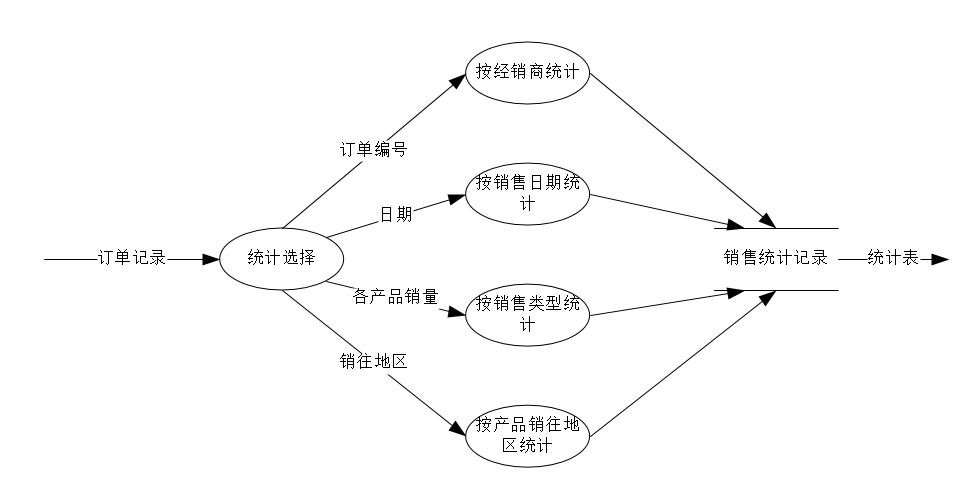 按经销商统计
订单编号
按销售日期统
计
日期
订单记录
统计选择
销售统计记录
统计表
各产品销量
按销售类型统
计
销往地区
按产品销往地
区统计